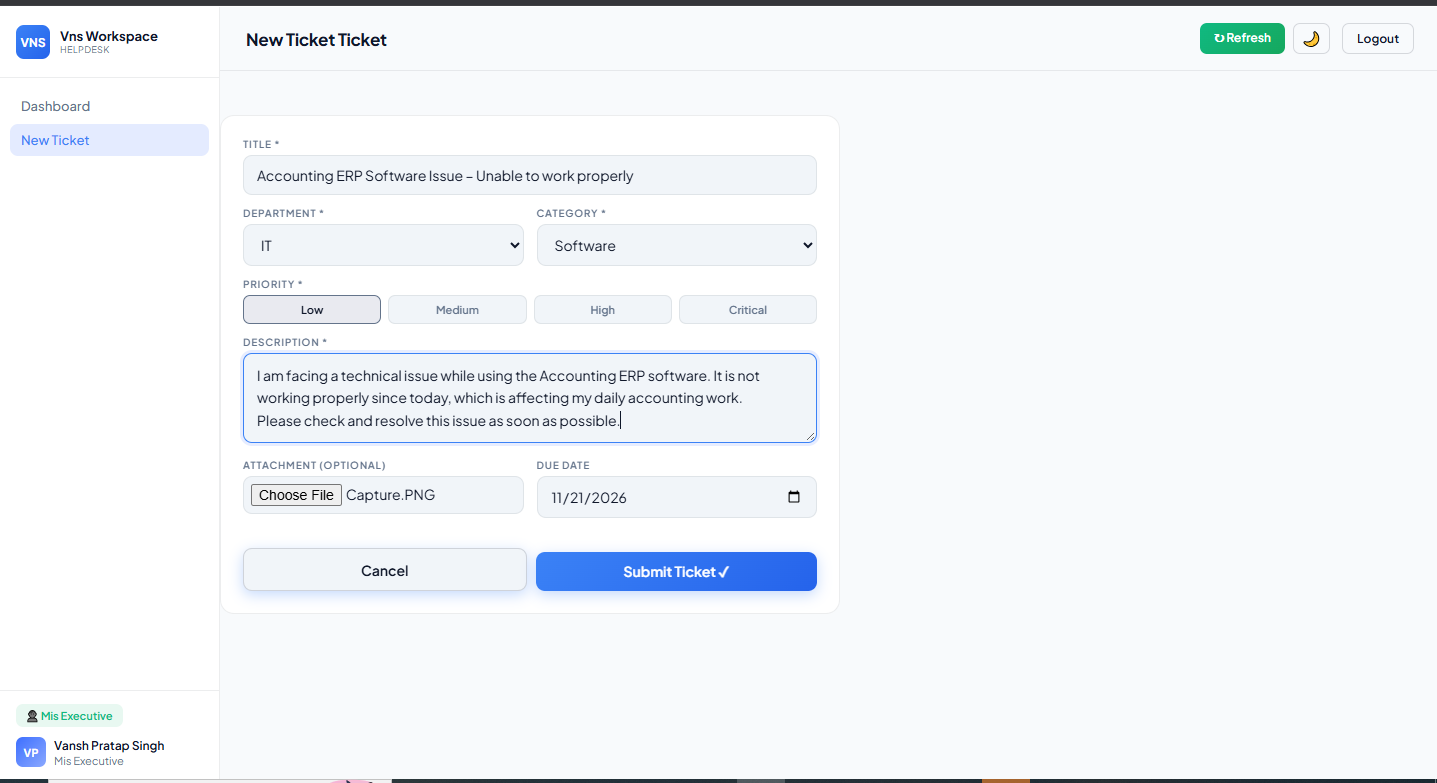 VNS
Vns Workspace
HELPDESK
New Ticket Ticket
↻ Refresh
Logout
Dashboard
New Ticket
TITLE *
Accounting ERP Software Issue – Unable to work properly
DEPARTMENT *
CATEGORY *
IT
Software
PRIORITY *
Low
Medium
High
Critical
DESCRIPTION *
I am facing a technical issue while using the Accounting ERP software. It is not
working properly since today, which is affecting my daily accounting work.
Please check and resolve this issue as soon as possible.
ATTACHMENT (OPTIONAL)
DUE DATE
Choose File Capture.PNG
11/21/2026
Cancel
Submit Ticket ✓
Mis Executive
VP
Vansh Pratap Singh
Mis Executive